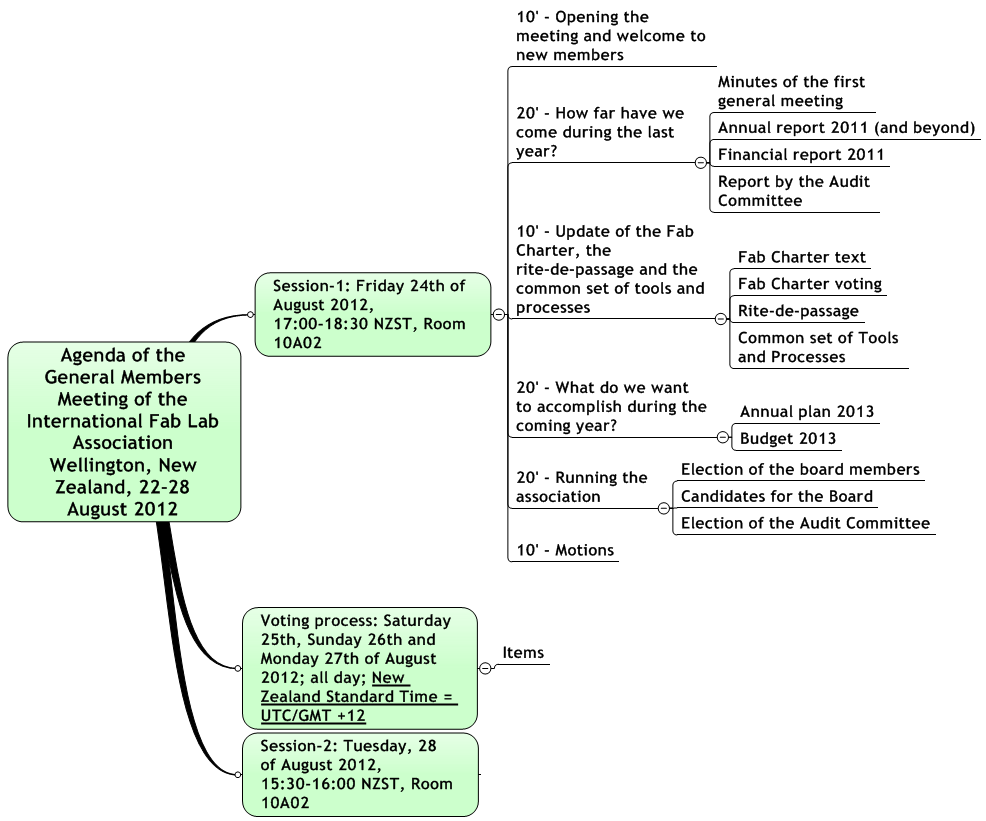 Agenda of the
General Members
Meeting of the
International Fab Lab
Association
Wellington, New
Zealand, 22-28
August 2012
Session-1: Friday 24th of
August 2012,
17:00-18:30 NZST, Room
10A02
10' - Opening the
meeting and welcome to
new members
20' - How far have we
come during the last
year?
Minutes of the first
general meeting
Annual report 2011 (and beyond)
Financial report 2011
Report by the Audit
Committee
10' - Update of the Fab
Charter, the
rite-de-passage and the
common set of tools and
processes
Fab Charter text
Fab Charter voting
Rite-de-passage
Common set of Tools
and Processes
20' - What do we want
to accomplish during the
coming year?
Annual plan 2013
Budget 2013
20' - Running the
association
Election of the board members
Candidates for the Board
Election of the Audit Committee
10' - Motions
Voting process: Saturday
25th, Sunday 26th and
Monday 27th of August
2012; all day; New
Zealand Standard Time =
UTC/GMT +12
Items
Session-2: Tuesday, 28
of August 2012,
15:30-16:00 NZST, Room
10A02